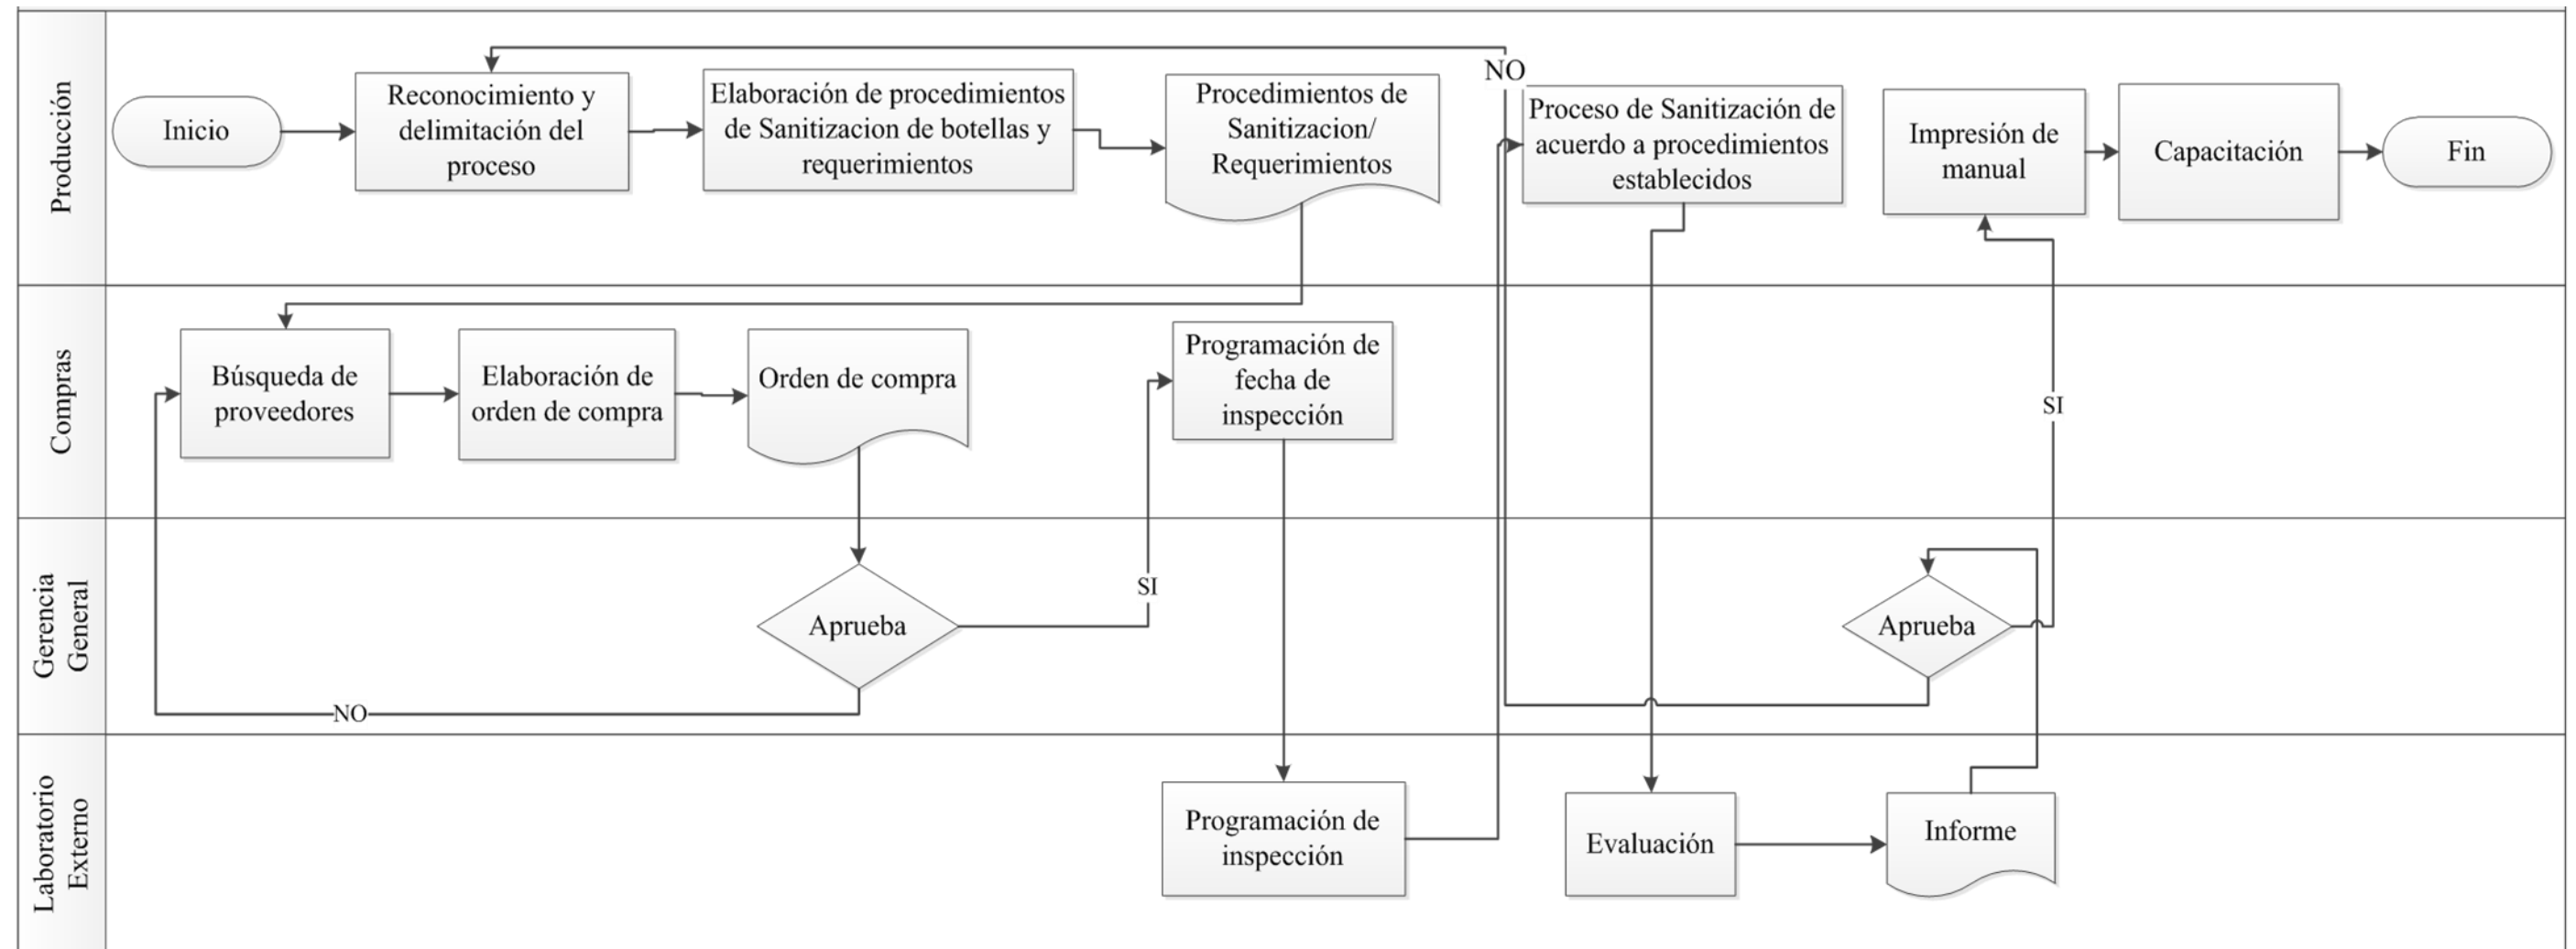 Producción
Inicio
Reconocimiento y
delimitación del
proceso
Elaboración de procedimientos
de Sanitizacion de botellas y
requerimientos
Procedimientos de
Sanitizacion/
Requerimientos
NO
Proceso de Sanitización de
acuerdo a procedimientos
establecidos
Impresión de
manual
Capacitación
Fin
Compras
Búsqueda de
proveedores
Elaboración de
orden de compra
Orden de compra
Programación de
fecha de
inspección
SI
Gerencia
General
Aprueba
SI
NO
Aprueba
Laboratorio
Externo
Programación de
inspección
Evaluación
Informe